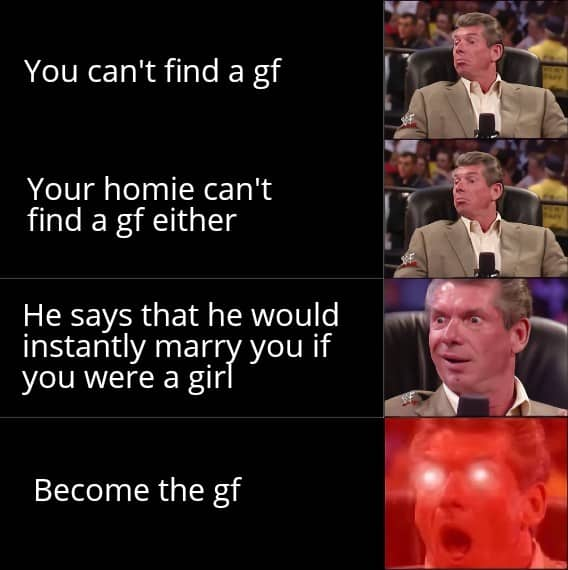 You can't find a gf
Your homie can't
find a gf either
He says that he would
instantly marry you if
you were a girl
Become the gf